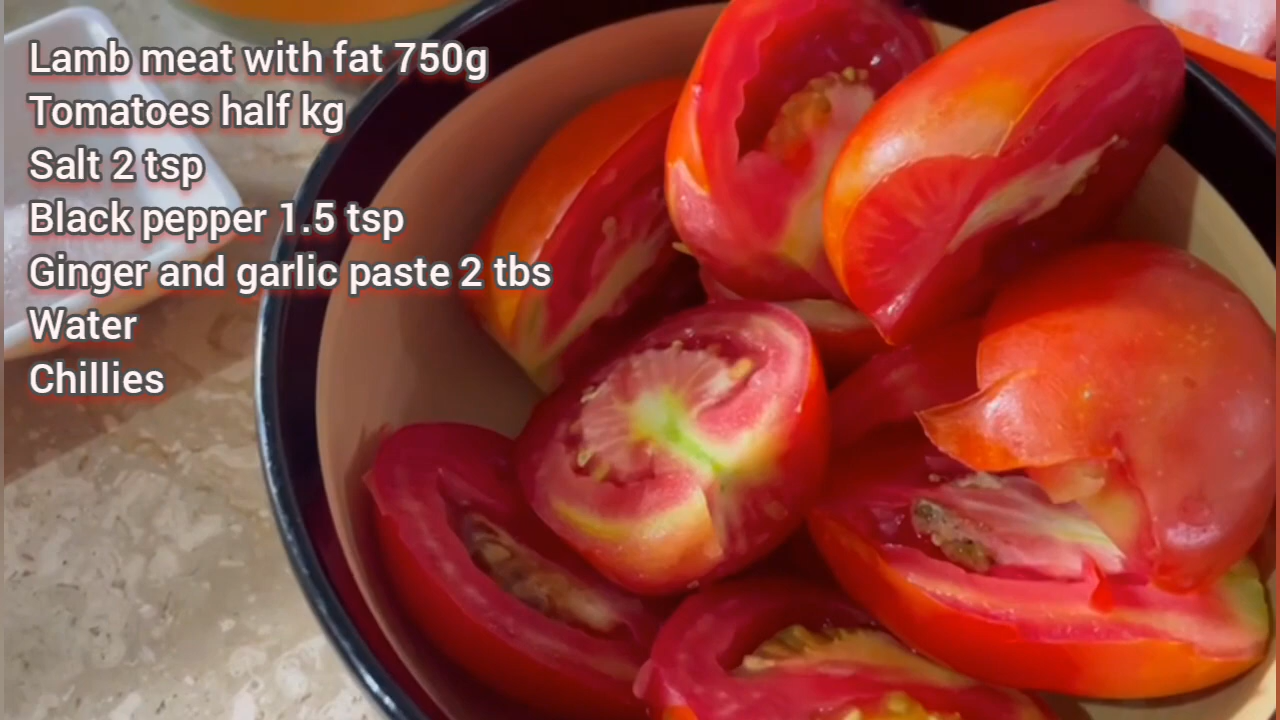 Lamb meat with fat 750g
Tomatoes half kg
Salt 2 tsp
Black pepper 1.5 tsp
Ginger and garlic paste 2 tbs
Water
Chillies